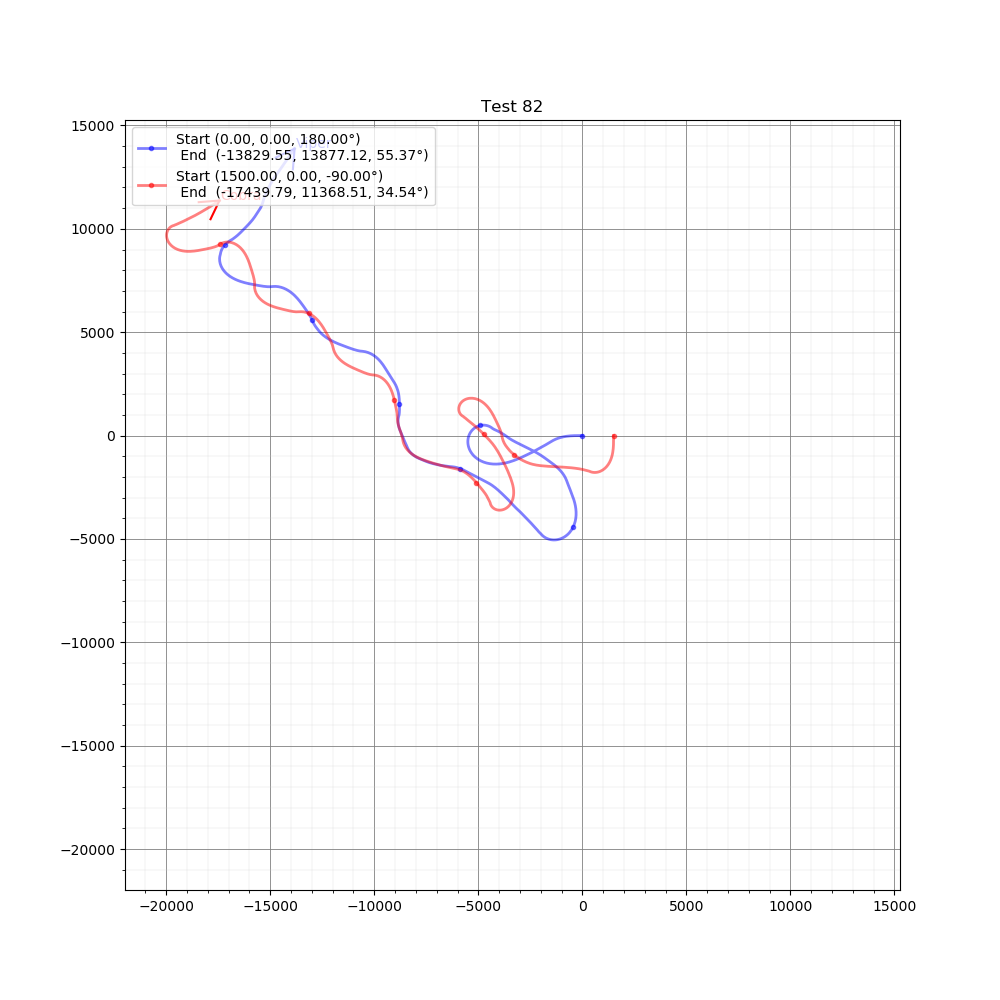 Test 82
Start (0.00, 0.00, 180.00°)
End (-13829.55, 13877.12, 55.37°)
Start (1500.00, 0.00, -90.00°)
End (-17439.79, 11368.51, 34.54°)
15000
10000
5000
0
−5000
−10000
−15000
−20000
−20000 −15000 −10000 −5000 0 5000 10000 15000